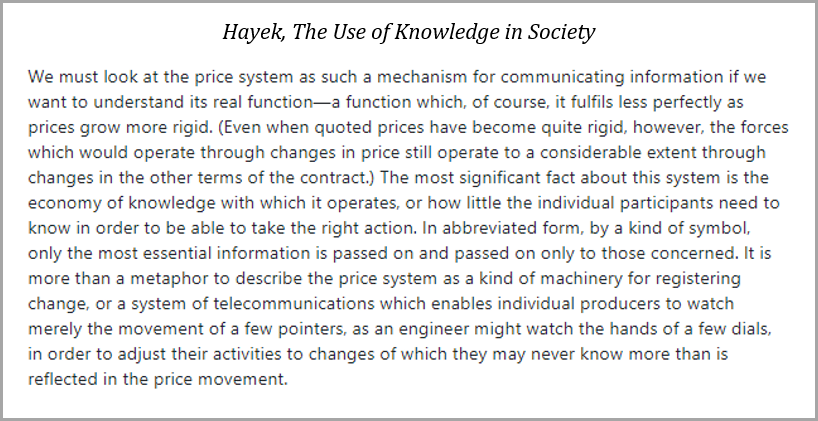 Hayek, The Use of Knowledge in Society
We must look at the price system as such a mechanism for communicating information if we
want to understand its real function—a function which, of course, it fulfils less perfectly as
prices grow more rigid. (Even when quoted prices have become quite rigid, however, the forces
which would operate through changes in price still operate to a considerable extent through
changes in the other terms of the contract.) The most significant fact about this system is the
economy of knowledge with which it operates, or how little the individual participants need to
know in order to be able to take the right action. In abbreviated form, by a kind of symbol,
only the most essential information is passed on and passed on only to those concerned. It is
more than a metaphor to describe the price system as a kind of machinery for registering
change, or a system of telecommunications which enables individual producers to watch
merely the movement of a few pointers, as an engineer might watch the hands of a few dials,
in order to adjust their activities to changes of which they may never know more than is
reflected in the price movement.